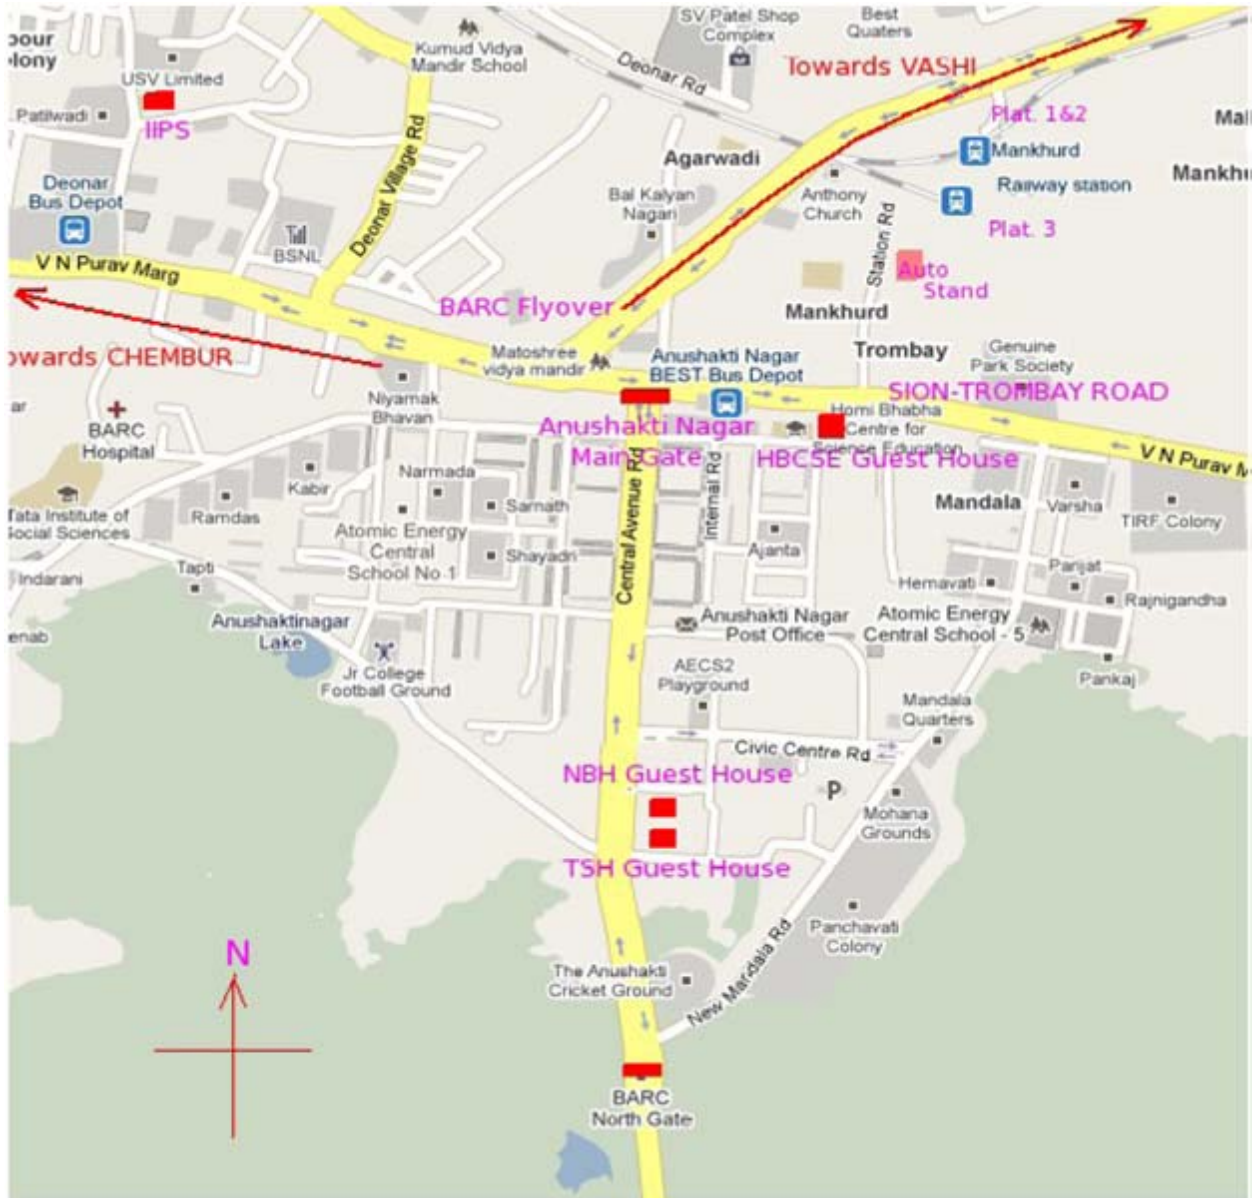 SV Patel Shop
Complex
Best
Quaters
Kumud Vidya
Mandir School
USV Limited
Deonar Rd
Towards VASHI
Patilwadi
IIPS
Plat. 1&2
Mankhurd
Railway station
Plat. 3
Agarwadi
Anthony
Church
Deonar
Bus Depot
Deonar Village Rd
Bal Kalyan
Nagari
Station Rd
BSNL
V N Purav Marg
Auto
Stand
BARC Flyover
Mankhurd
owards CHEMBUR
Matoshree
vidya mandir
Anushakti Nagar
BEST Bus Depot
Trombay
Genuine
Park Society
SION-TROMBAY ROAD
Niyamak
Bhavan
BARC
Hospital
Anushakti Nagar
Main Gate
Homi Bhabha
Centre for
Science Education
HBCSE Guest House
V N Purav M
Kabir
Narmada
Central Avenue Rd
Internal Rd
Mandala
Varsha
TIRF Colony
Tata Institute of
Social Sciences
Ramdas
Sarnath
Atomic Energy
Central
School No 1
Shayadri
Ajanta
Indarani
Tapti
Hemavati
Parijat
Rajnigandha
Anushaktinagar
Lake
Anushakti Nagar
Post Office
Atomic Energy
Central School - 5
enab
Jr College
Football Ground
AECS2
Playground
Pankaj
Mandala
Quarters
Civic Centre Rd
NBH Guest House
P
Mohana
Grounds
TSH Guest House
Panchavati
Colony
New Mandala Rd
N
The Anushakti
Cricket Ground
BARC
North Gate